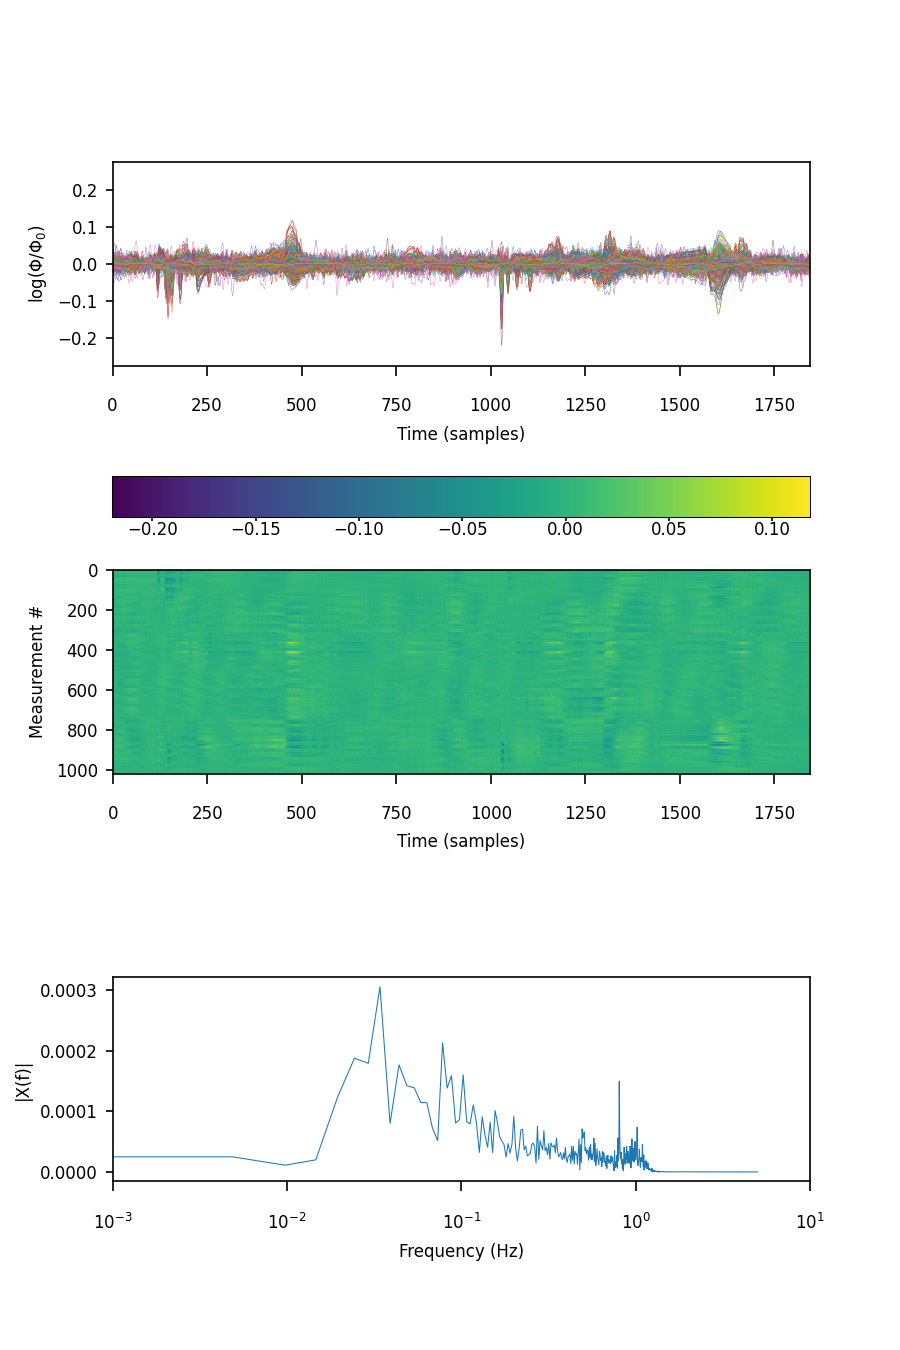 log(Φ/Φ₀)
0.2
0.1
0.0
−0.1
−0.2
0 250 500 750 1000 1250 1500 1750
Time (samples)
−0.20 −0.15 −0.10 −0.05 0.00 0.05 0.10
Measurement #
0
200
400
600
800
1000
0 250 500 750 1000 1250 1500 1750
Time (samples)
|X(f)|
0.0003
0.0002
0.0001
0.0000
10⁻³ 10⁻² 10⁻¹ 10⁰ 10¹
Frequency (Hz)